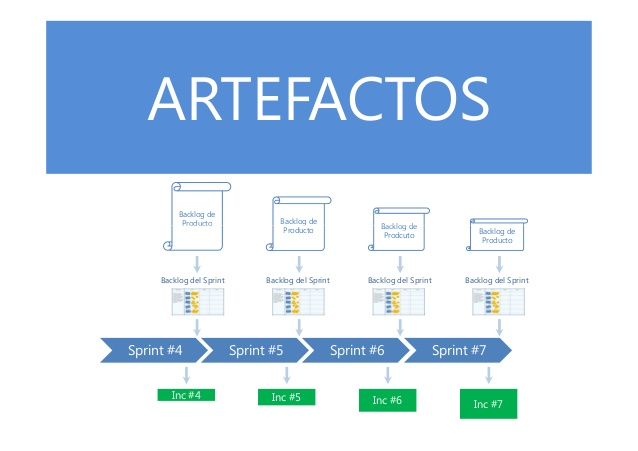 ARTEFACTOS
Backlog de
Producto
Backlog de
Producto
Backlog de
Prodcuto
Backlog de
Producto
Backlog del Sprint
Backlog del Sprint
Backlog del Sprint
Backlog del Sprint
Sprint #4
Sprint #5
Sprint #6
Sprint #7
Inc #4
Inc #5
Inc #6
Inc #7